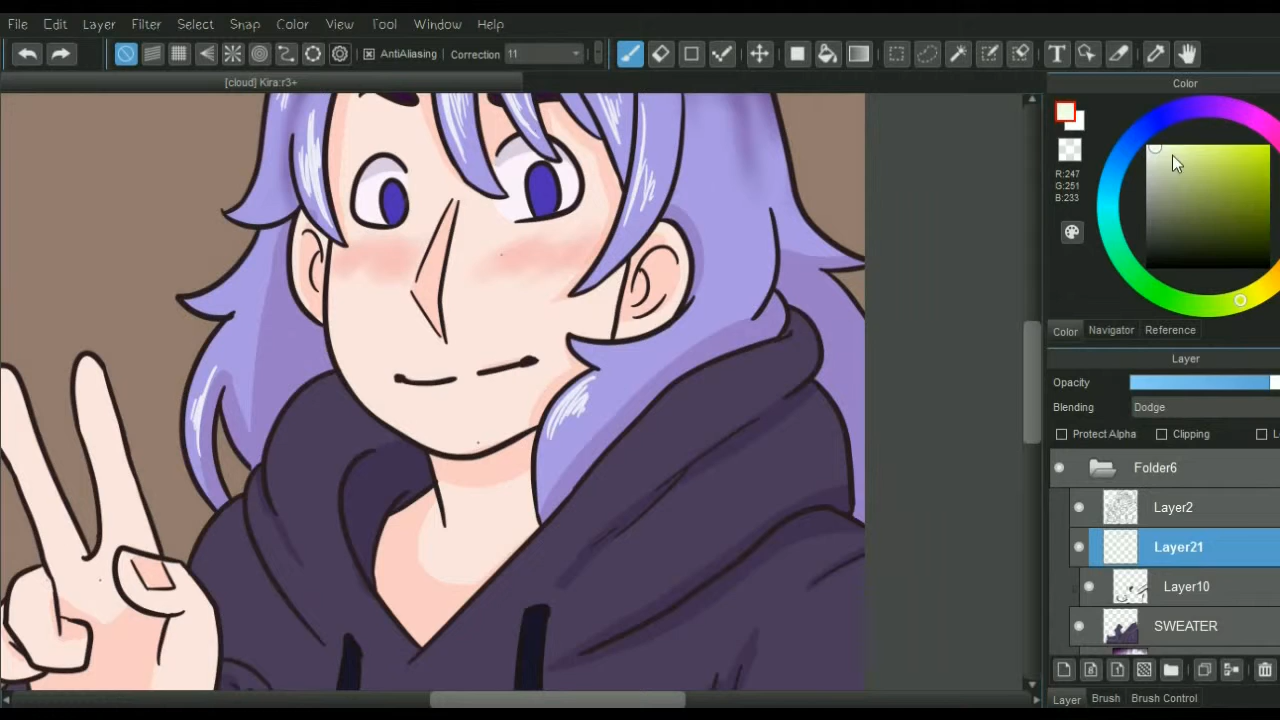 File Edit Layer Filter Select Snap Color View Tool Window Help
AntiAliasing Correction 11
[cloud] Kira:r3+
Color
R:247
G:251
B:233
Color Navigator Reference
Layer
Opacity
Blending Dodge
Protect Alpha Clipping L
Folder6
Layer2
Layer21
Layer10
SWEATER
Layer Brush Brush Control